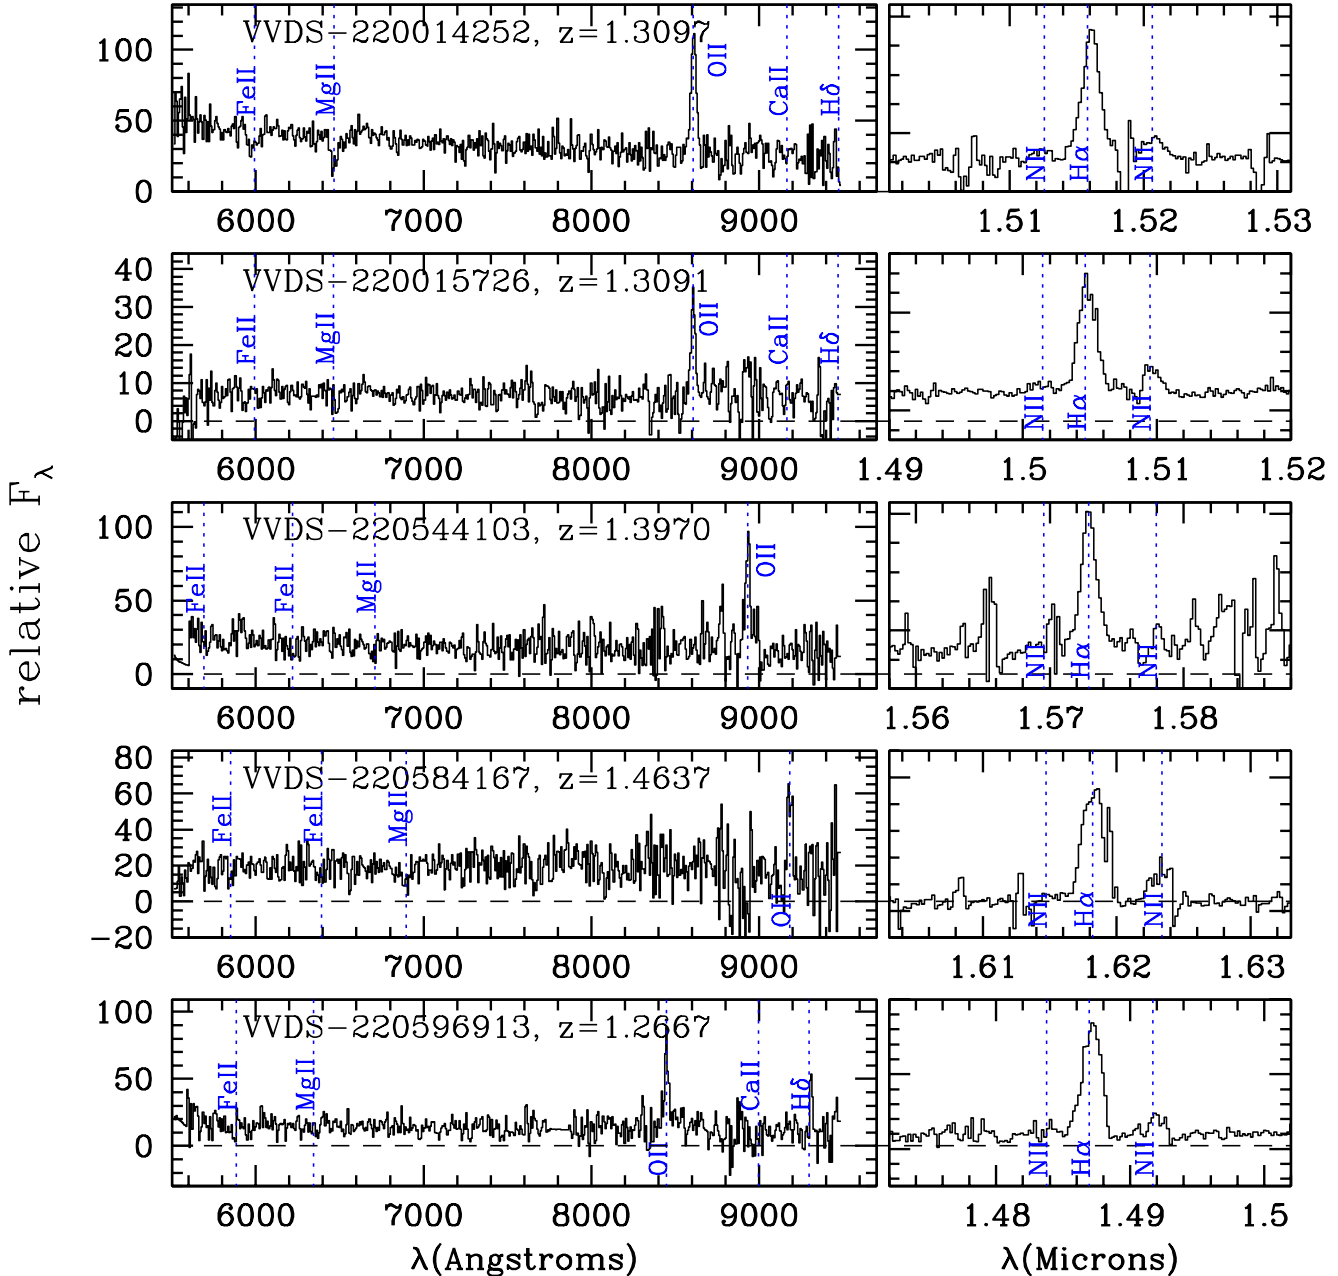 relative F_λ
VVDS-220014252, z=1.3097
FeII MgII OII CaII Hδ
100
50
0
6000 7000 8000 9000
NII Hα NII
1.51 1.52 1.53
VVDS-220015726, z=1.3091
FeII MgII OII CaII Hδ
40
30
20
10
0
6000 7000 8000 9000
NII Hα NII
1.49 1.5 1.51 1.52
VVDS-220544103, z=1.3970
FeII FeII MgII OII
100
50
0
6000 7000 8000 9000
NII Hα NII
1.56 1.57 1.58
VVDS-220584167, z=1.4637
FeII FeII MgII OII
80
60
40
20
0
-20
6000 7000 8000 9000
NII Hα NII
1.61 1.62 1.63
VVDS-220596913, z=1.2667
FeII MgII OII CaII Hδ
100
50
0
6000 7000 8000 9000
NII Hα NII
1.48 1.49 1.5
λ(Angstroms) λ(Microns)